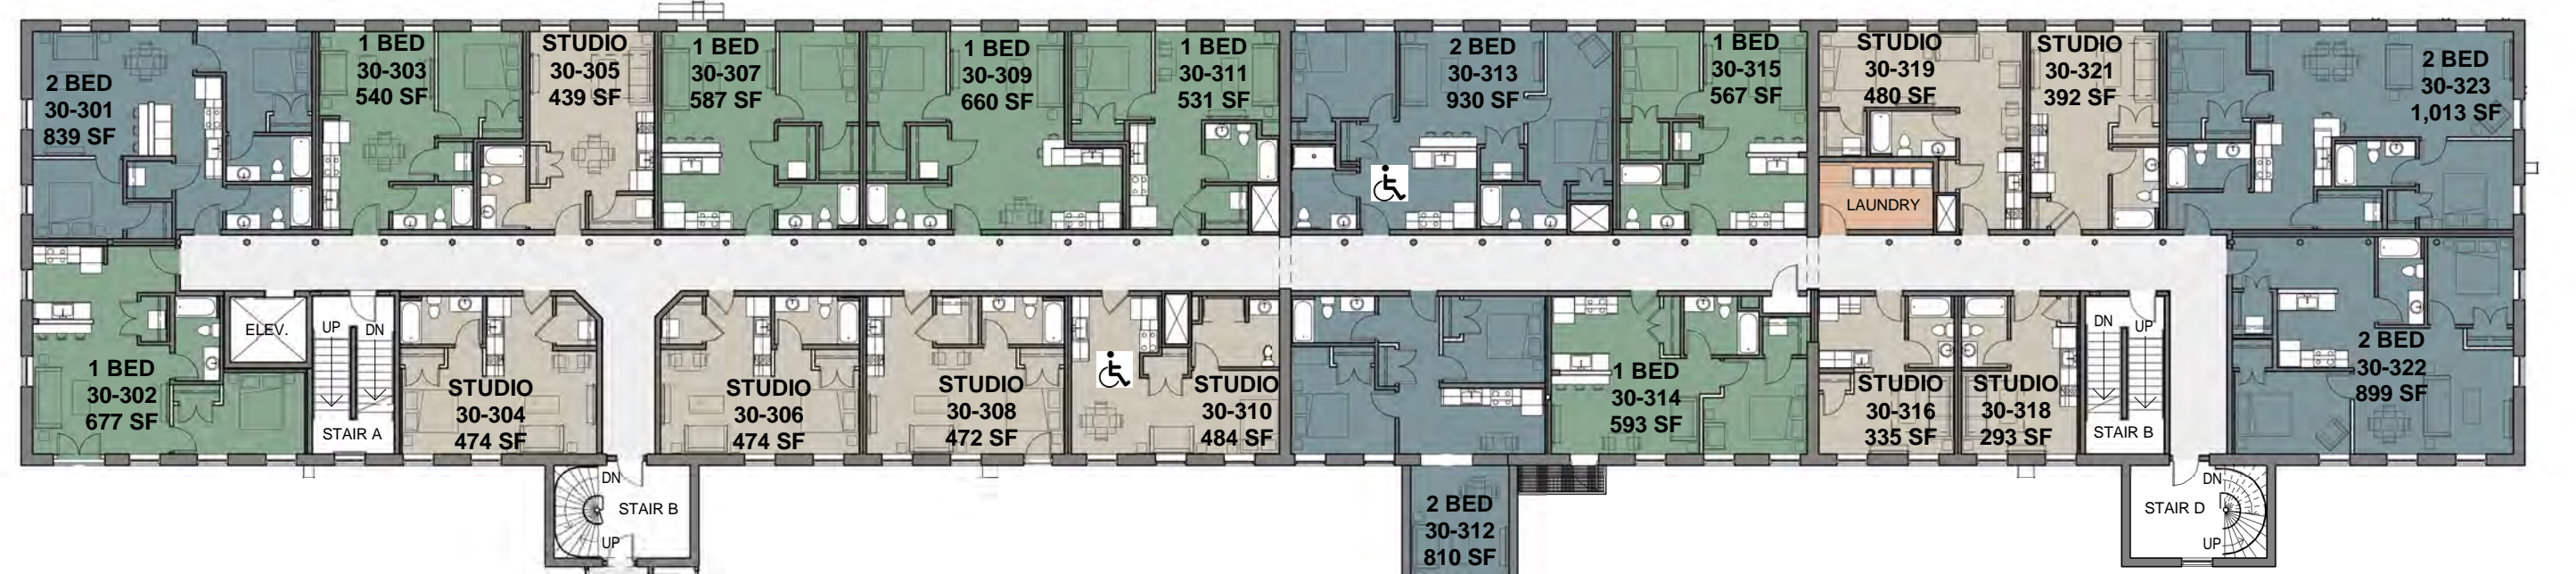 2 BED
30-301
839 SF
1 BED
30-303
540 SF
STUDIO
30-305
439 SF
1 BED
30-307
587 SF
1 BED
30-309
660 SF
1 BED
30-311
531 SF
2 BED
30-313
930 SF
1 BED
30-315
567 SF
STUDIO
30-319
480 SF
STUDIO
30-321
392 SF
2 BED
30-323
1,013 SF
LAUNDRY
1 BED
30-302
677 SF
ELEV.
UP
DN
STAIR A
STUDIO
30-304
474 SF
STUDIO
30-306
474 SF
STUDIO
30-308
472 SF
STUDIO
30-310
484 SF
1 BED
30-314
593 SF
STUDIO
30-316
335 SF
STUDIO
30-318
293 SF
DN
UP
STAIR B
2 BED
30-322
899 SF
DN
STAIR B
UP
2 BED
30-312
810 SF
DN
STAIR D
UP